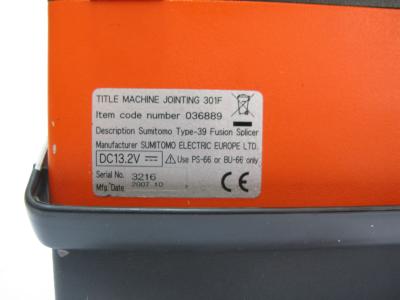 TITLE MACHINE JOINTING 301F
Item code number 036889
Description Sumitomo Type-39 Fusion Splicer
Manufacturer SUMITOMO ELECTRIC EUROPE LTD.
DC13.2V ⎓ ⚠ Use PS-66 or BU-66 only
Serial No. 3216
Mfg. Date 2007.10
CE